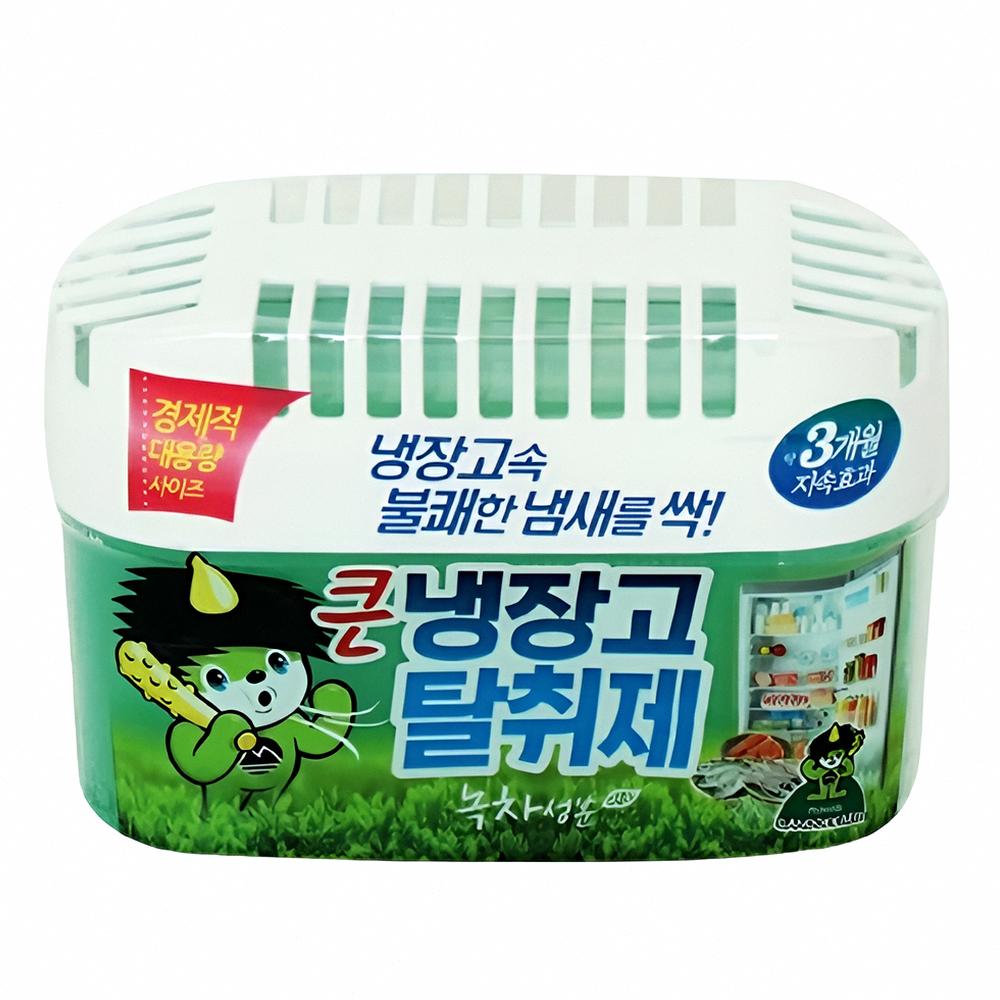 경제적
대용량
사이즈
냉장고속
불쾌한 냄새를 싹!
3개월
지속효과
큰 냉장고
탈취제
녹차성분